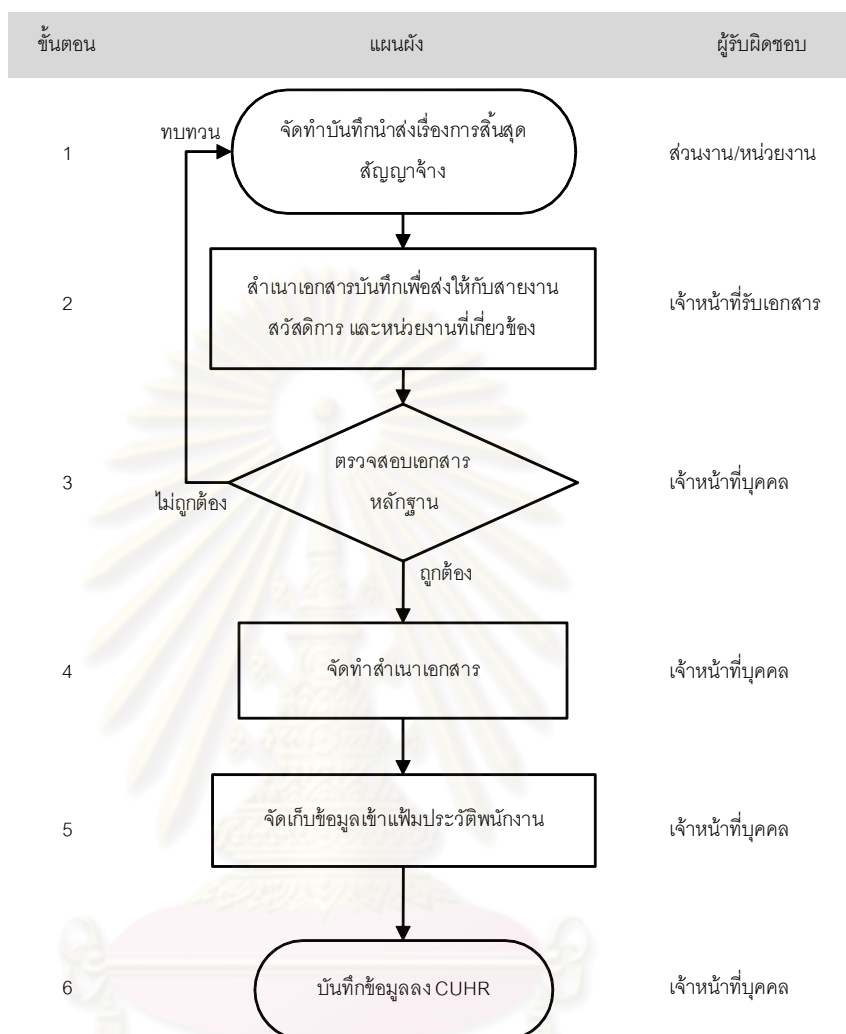 ขั้นตอน แผนผัง ผู้รับผิดชอบ
ทบทวน
จัดทำบันทึกนำส่งเรื่องการสิ้นสุด
สัญญาจ้าง
1 ส่วนงาน/หน่วยงาน
สำเนาเอกสารบันทึกเพื่อส่งให้กับสายงาน
สวัสดิการ และหน่วยงานที่เกี่ยวข้อง
2 เจ้าหน้าที่รับเอกสาร
ตรวจสอบเอกสาร
หลักฐาน
3 เจ้าหน้าที่บุคคล
ไม่ถูกต้อง
ถูกต้อง
4 จัดทำสำเนาเอกสาร เจ้าหน้าที่บุคคล
5 จัดเก็บข้อมูลเข้าแฟ้มประวัติพนักงาน เจ้าหน้าที่บุคคล
6 บันทึกข้อมูลลง CUHR เจ้าหน้าที่บุคคล